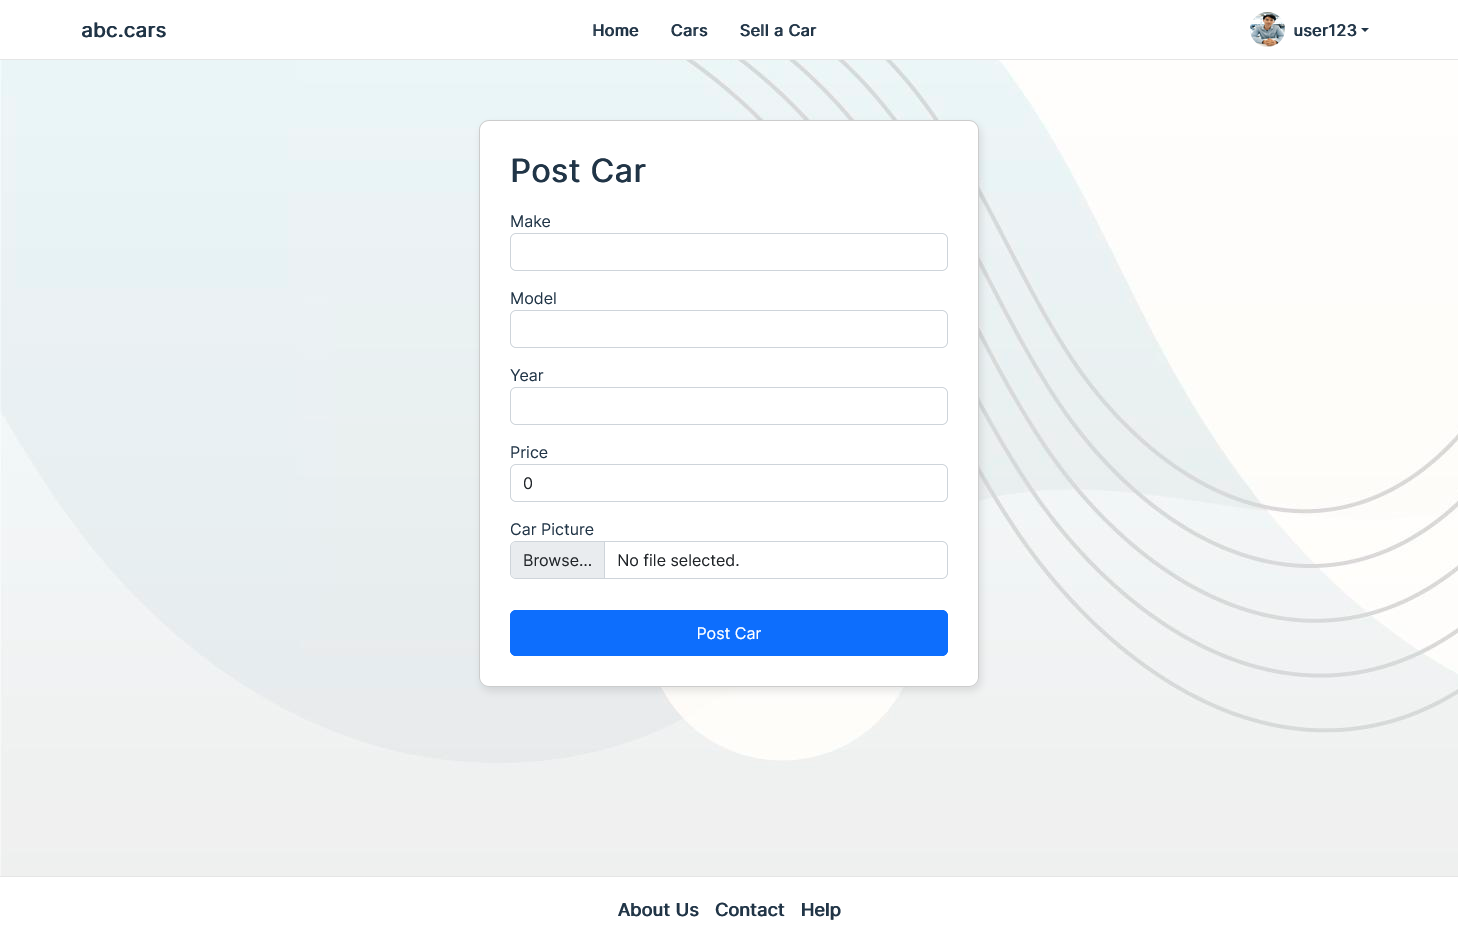 abc.cars
Home Cars Sell a Car
user123
Post Car
Make
Model
Year
Price
0
Car Picture
Browse... No file selected.
Post Car
About Us Contact Help